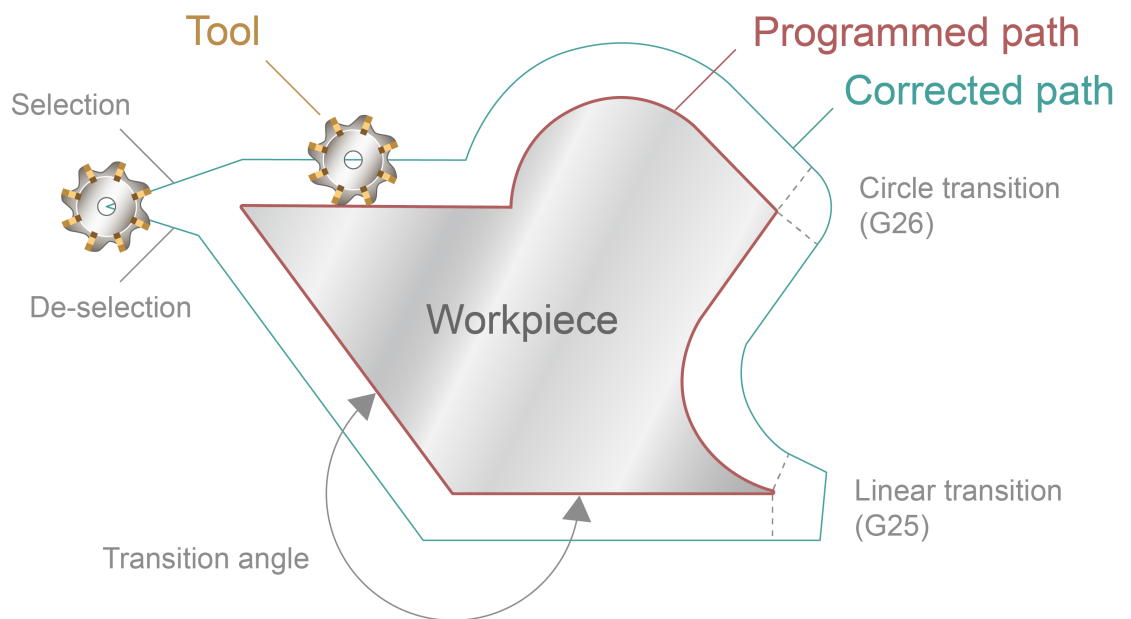 Tool
Programmed path
Corrected path
Selection
Circle transition
(G26)
De-selection
Workpiece
Linear transition
(G25)
Transition angle